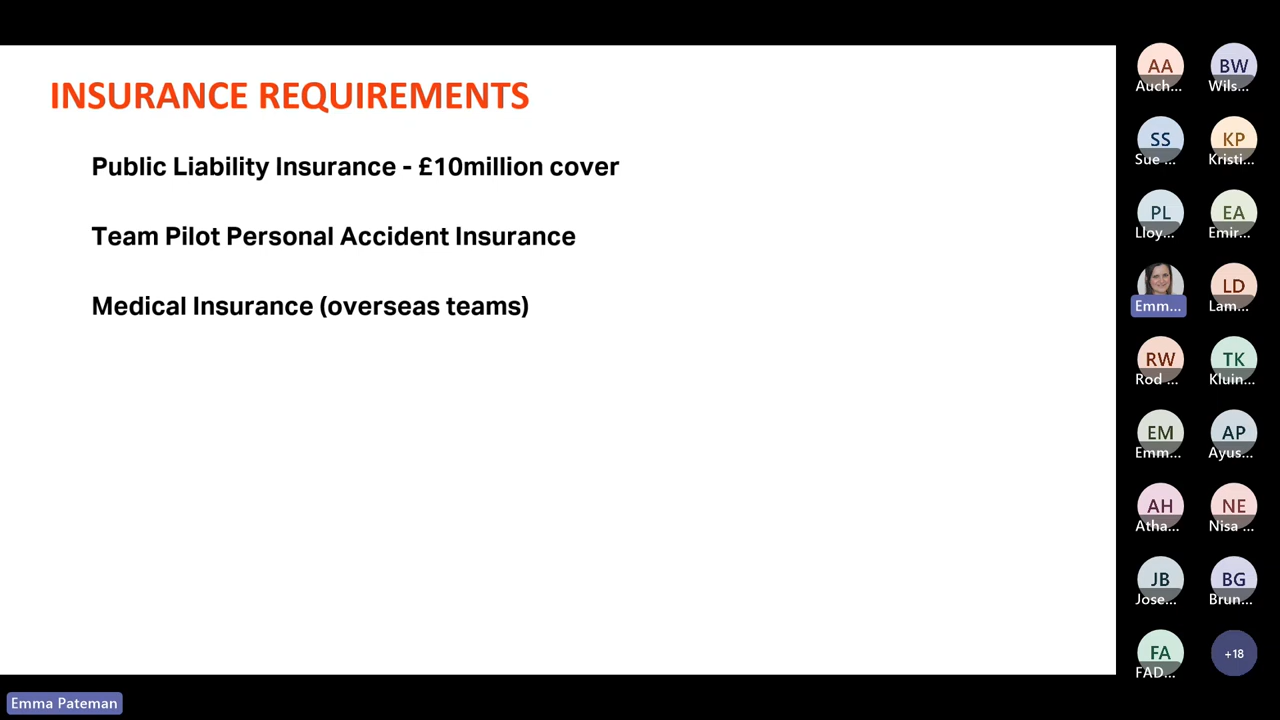 INSURANCE REQUIREMENTS
Public Liability Insurance - £10million cover
Team Pilot Personal Accident Insurance
Medical Insurance (overseas teams)
AA
Auch...
BW
Wils...
SS
Sue ...
KP
Kristi...
PL
Lloy...
EA
Emir...
Emm...
LD
Lam...
RW
Rod ...
TK
Kluin...
EM
Emm...
AP
Ayus...
AH
Atha...
NE
Nisa ...
JB
Jose...
BG
Brun...
FA
FAD...
+18
Emma Pateman